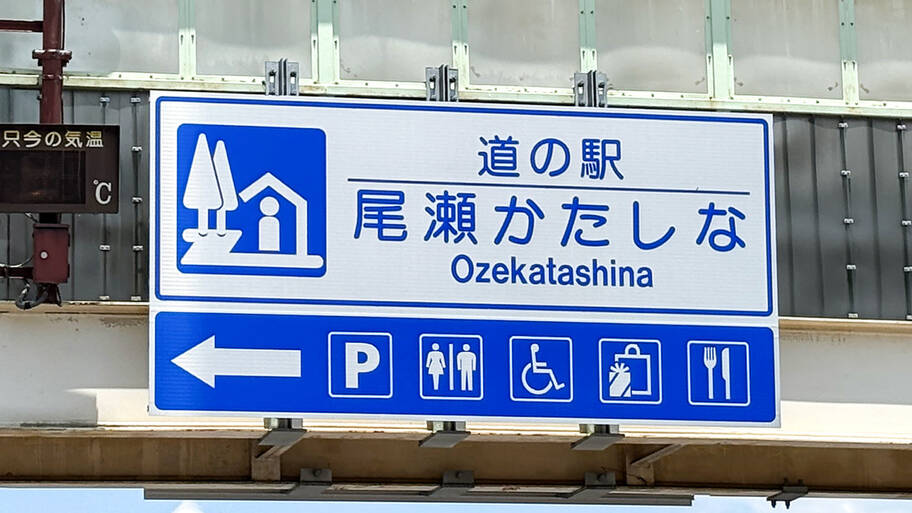 只今の気温
℃
道の駅
尾瀬かたしな
Ozekatashina
P